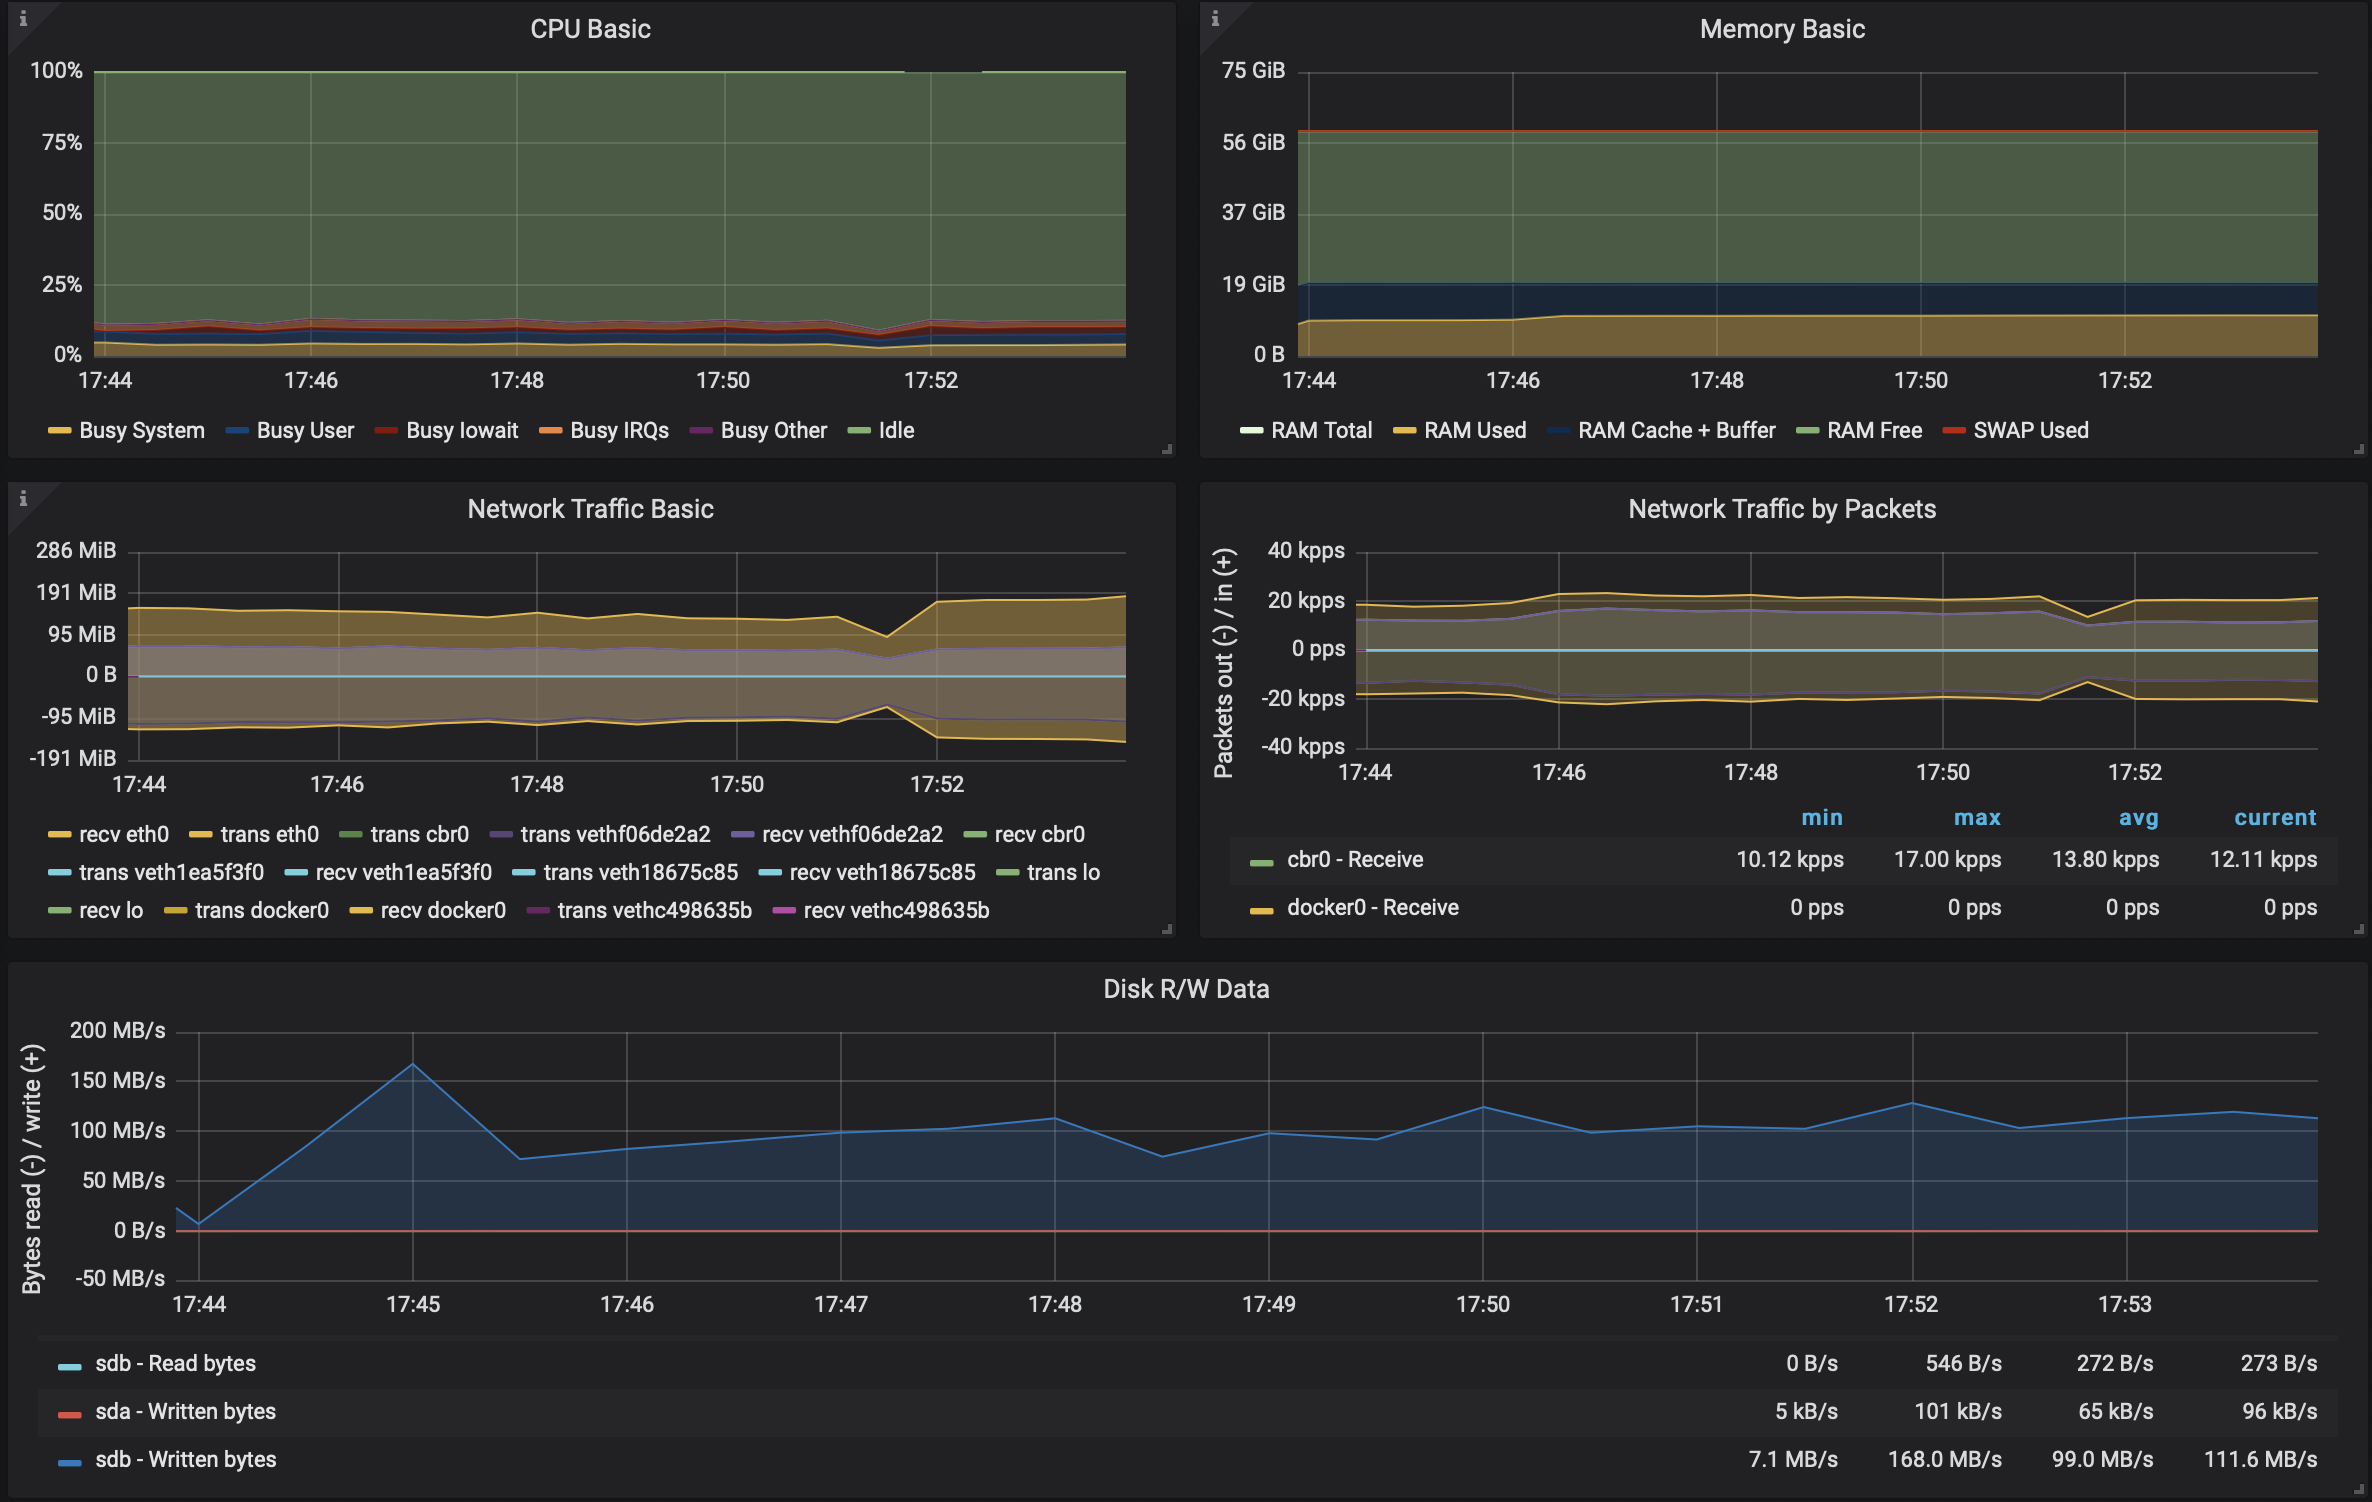 CPU Basic
100%
75%
50%
25%
0%
17:44 17:46 17:48 17:50 17:52
Busy System Busy User Busy Iowait Busy IRQs Busy Other Idle
Memory Basic
75 GiB
56 GiB
37 GiB
19 GiB
0 B
17:44 17:46 17:48 17:50 17:52
RAM Total RAM Used RAM Cache + Buffer RAM Free SWAP Used
Network Traffic Basic
286 MiB
191 MiB
95 MiB
0 B
-95 MiB
-191 MiB
17:44 17:46 17:48 17:50 17:52
recv eth0 trans eth0 trans cbr0 trans vethf06de2a2 recv vethf06de2a2 recv cbr0
trans veth1ea5f3f0 recv veth1ea5f3f0 trans veth18675c85 recv veth18675c85 trans lo
recv lo trans docker0 recv docker0 trans vethc498635b recv vethc498635b
Network Traffic by Packets
Packets out (-) / in (+)
40 kpps
20 kpps
0 pps
-20 kpps
-40 kpps
17:44 17:46 17:48 17:50 17:52
min max avg current
cbr0 - Receive 10.12 kpps 17.00 kpps 13.80 kpps 12.11 kpps
docker0 - Receive 0 pps 0 pps 0 pps 0 pps
Disk R/W Data
Bytes read (-) / write (+)
200 MB/s
150 MB/s
100 MB/s
50 MB/s
0 B/s
-50 MB/s
17:44 17:45 17:46 17:47 17:48 17:49 17:50 17:51 17:52 17:53
sdb - Read bytes 0 B/s 546 B/s 272 B/s 273 B/s
sda - Written bytes 5 kB/s 101 kB/s 65 kB/s 96 kB/s
sdb - Written bytes 7.1 MB/s 168.0 MB/s 99.0 MB/s 111.6 MB/s